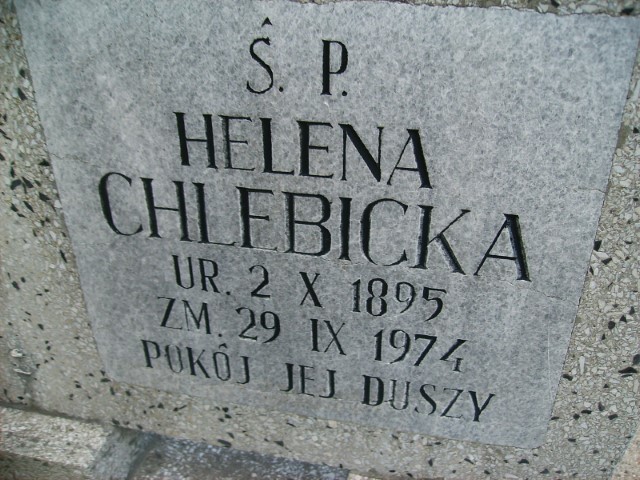 Ś. P.
HELENA
CHLEBICKA
UR. 2 X 1895
ZM. 29 IX 1974
POKÓJ JEJ DUSZY